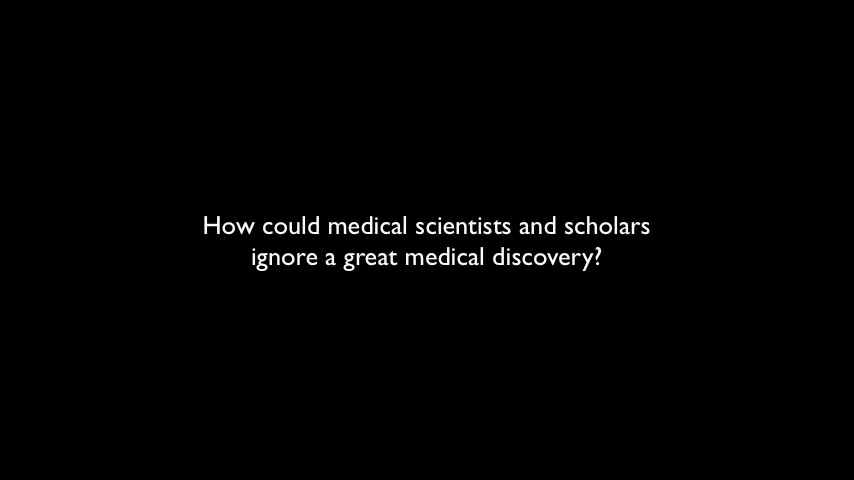 How could medical scientists and scholars
ignore a great medical discovery?